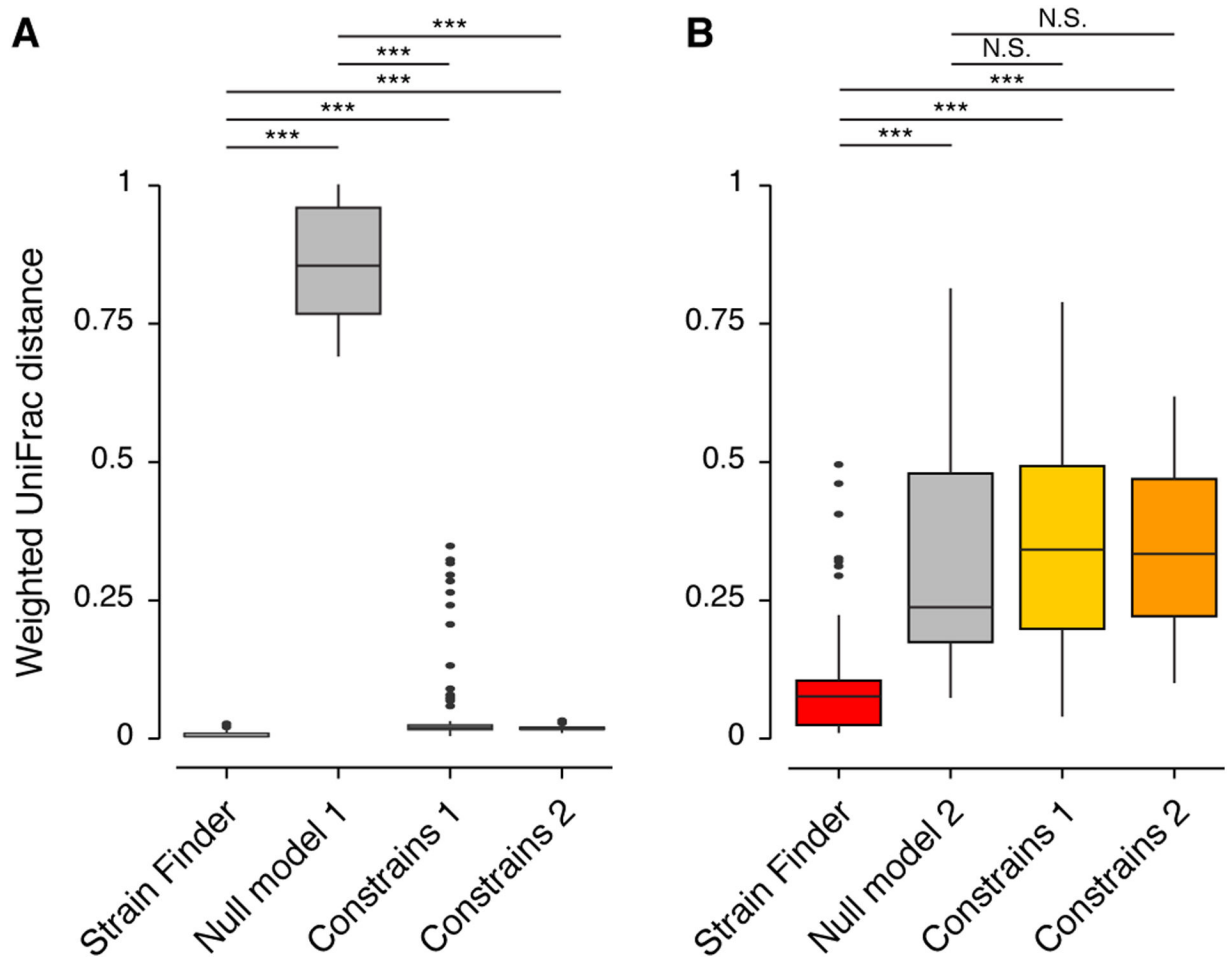 A
***
***
***
***
***
Weighted UniFrac distance
1
0.75
0.5
0.25
0
Strain Finder
Null model 1
Constrains 1
Constrains 2
B
N.S.
N.S.
***
***
***
1
0.75
0.5
0.25
0
Strain Finder
Null model 2
Constrains 1
Constrains 2